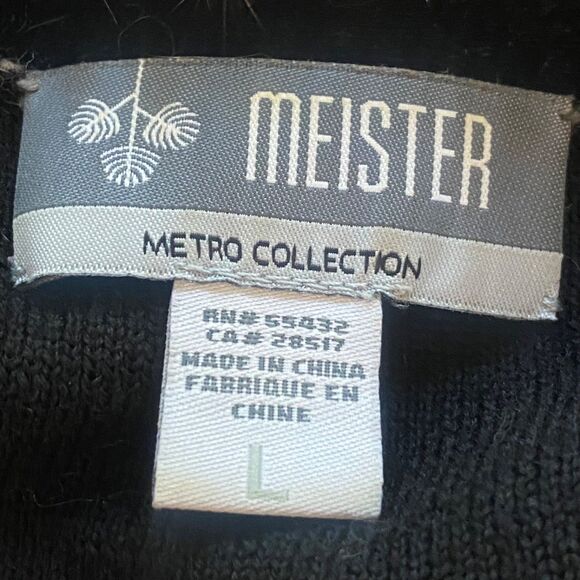 MEISTER
METRO COLLECTION
RN# 55432
CA# 28517
MADE IN CHINA
FABRIQUE EN
CHINE
L